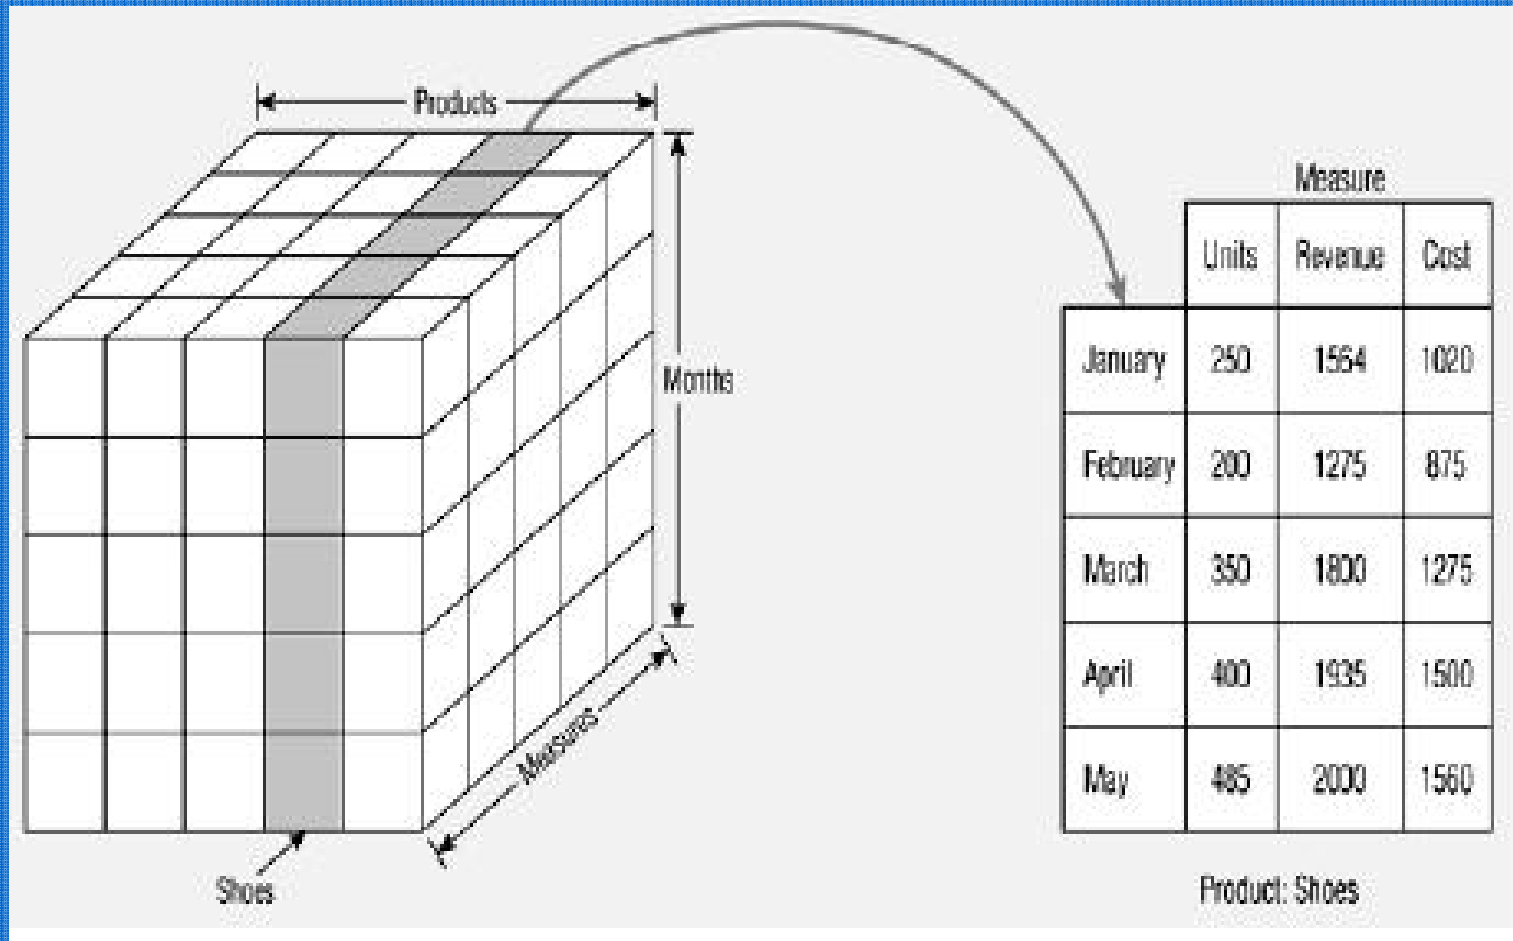 Products
Months
Measures
Shoes
Measure
Units Revenue Cost
January 250 1564 1020
February 200 1275 875
March 350 1800 1275
April 400 1935 1500
May 485 2000 1560
Product: Shoes